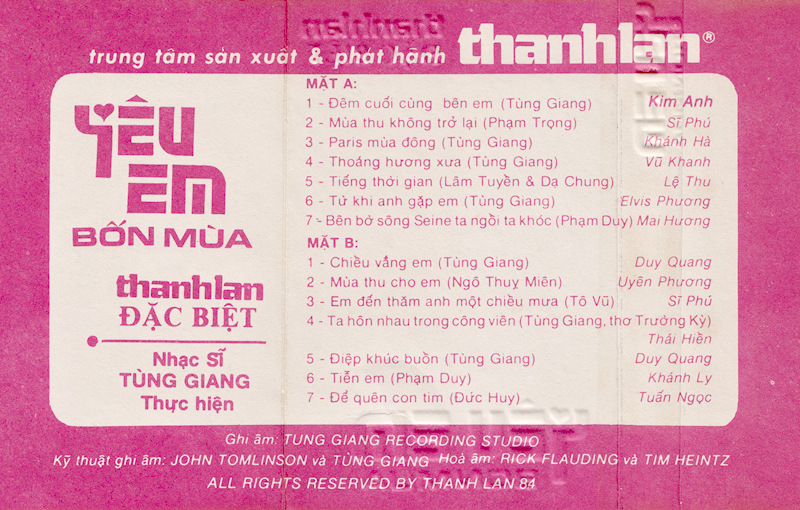 trung tâm sản xuất & phát hành thanhlan®
YÊU
EM
BỐN MÙA
thanhlan
ĐẶC BIỆT
Nhạc SĨ
TÙNG GIANG
Thực hiện
MẶT A:
1 - Đêm cuối cùng bên em (Tùng Giang) Kim Anh
2 - Mùa thu không trở lại (Phạm Trọng) Sĩ Phú
3 - Paris mùa đông (Tùng Giang) Khánh Hà
4 - Thoáng hương xưa (Tùng Giang) Vũ Khanh
5 - Tiếng thời gian (Lâm Tuyền & Dạ Chung) Lệ Thu
6 - Từ khi anh gặp em (Tùng Giang) Elvis Phương
7 - Bên bờ sông Seine ta ngồi ta khóc (Phạm Duy) Mai Hương
MẶT B:
1 - Chiều vắng em (Tùng Giang) Duy Quang
2 - Mùa thu cho em (Ngô Thuỵ Miên) Uyên Phương
3 - Em đến thăm anh một chiều mưa (Tô Vũ) Sĩ Phú
4 - Ta hôn nhau trong công viên (Tùng Giang, thơ Trường Kỳ)
Thái Hiền
5 - Điệp khúc buồn (Tùng Giang) Duy Quang
6 - Tiễn em (Phạm Duy) Khánh Ly
7 - Để quên con tim (Đức Huy) Tuấn Ngọc
Ghi âm: TUNG GIANG RECORDING STUDIO
Kỹ thuật ghi âm: JOHN TOMLINSON và TÙNG GIANG Hoà âm: RICK FLAUDING và TIM HEINTZ
ALL RIGHTS RESERVED BY THANH LAN 84